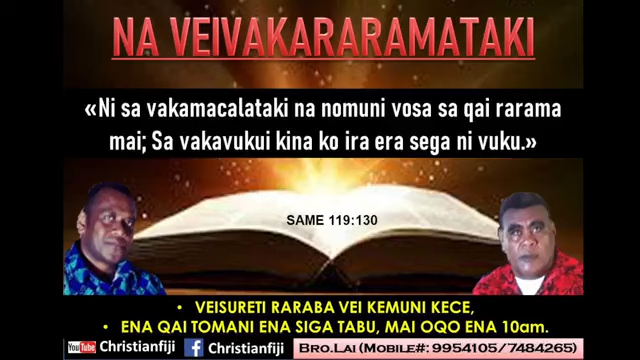 NA VEIVAKARARAMATAKI
«Ni sa vakamacalataki na nomuni vosa sa qai rarama
mai; Sa vakavukui kina ko ira era sega ni vuku.»
SAME 119:130
• VEISURETI RARABA VEI KEMUNI KECE,
• ENA QAI TOMANI ENA SIGA TABU, MAI OQO ENA 10am.
YouTube Christianfiji f Christianfiji Bro.Lai (Mobile#: 9954105/7484265)